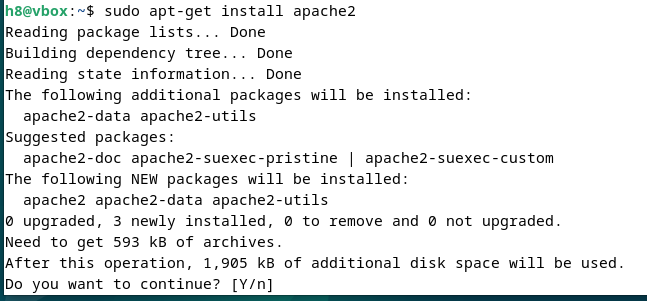 h8@vbox:~$ sudo apt-get install apache2
Reading package lists... Done
Building dependency tree... Done
Reading state information... Done
The following additional packages will be installed:
  apache2-data apache2-utils
Suggested packages:
  apache2-doc apache2-suexec-pristine | apache2-suexec-custom
The following NEW packages will be installed:
  apache2 apache2-data apache2-utils
0 upgraded, 3 newly installed, 0 to remove and 0 not upgraded.
Need to get 593 kB of archives.
After this operation, 1,905 kB of additional disk space will be used.
Do you want to continue? [Y/n]